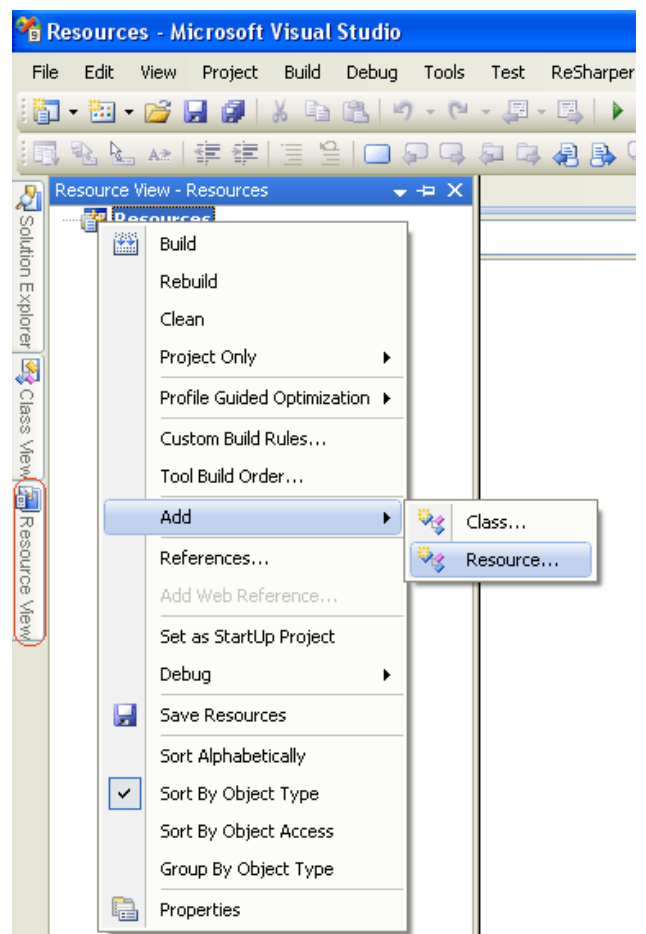 Resources - Microsoft Visual Studio
File Edit View Project Build Debug Tools Test ReSharper
Resource View - Resources
Resources
Solution Explorer
Class View
Resource View
Build
Rebuild
Clean
Project Only
Profile Guided Optimization
Custom Build Rules...
Tool Build Order...
Add
Class...
Resource...
References...
Add Web Reference...
Set as StartUp Project
Debug
Save Resources
Sort Alphabetically
Sort By Object Type
Sort By Object Access
Group By Object Type
Properties